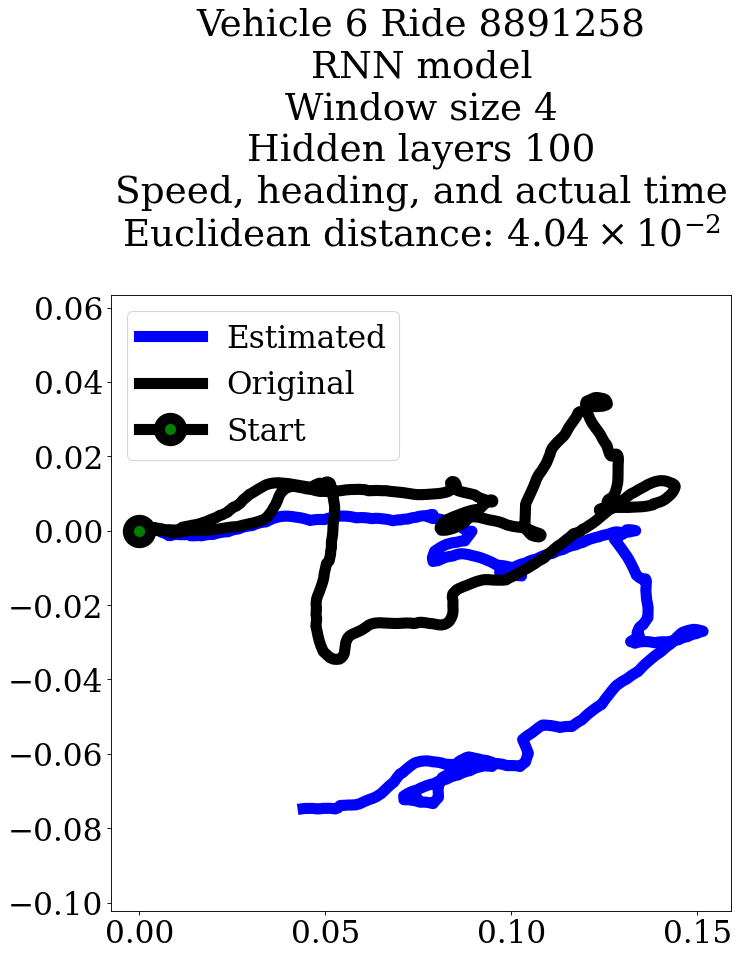 Vehicle 6 Ride 8891258
RNN model
Window size 4
Hidden layers 100
Speed, heading, and actual time
Euclidean distance: 4.04 × 10⁻²
0.06
0.04
0.02
0.00
−0.02
−0.04
−0.06
−0.08
−0.10
Estimated
Original
Start
0.00 0.05 0.10 0.15